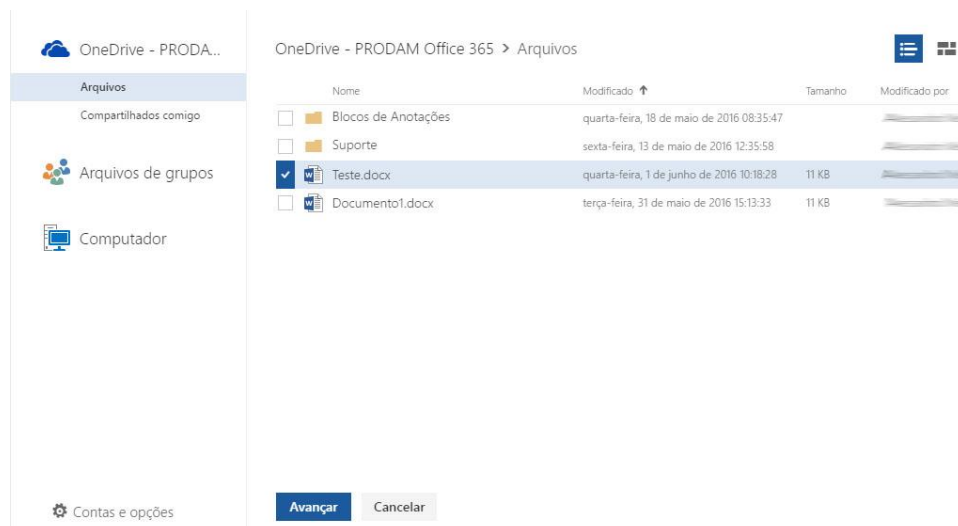 OneDrive - PRODA...
Arquivos
Compartilhados comigo
Arquivos de grupos
Computador
Contas e opções
OneDrive - PRODAM Office 365 > Arquivos
Nome Modificado ↑ Tamanho Modificado por
Blocos de Anotações quarta-feira, 18 de maio de 2016 08:35:47
Suporte sexta-feira, 13 de maio de 2016 12:35:58
Teste.docx quarta-feira, 1 de junho de 2016 10:18:28 11 KB
Documento1.docx terça-feira, 31 de maio de 2016 15:13:33 11 KB
Avançar Cancelar